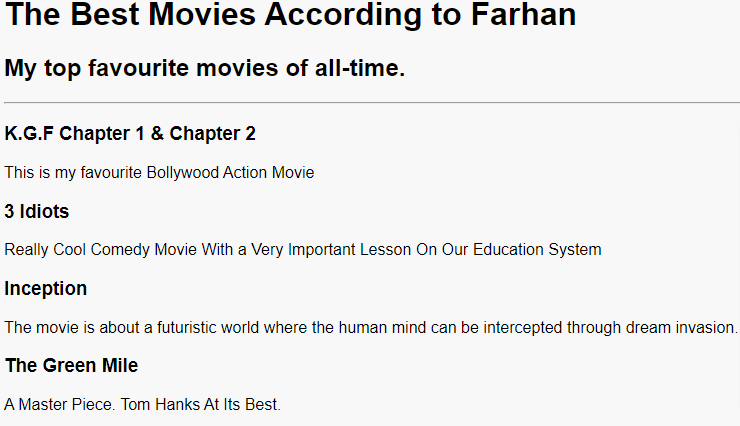 The Best Movies According to Farhan
My top favourite movies of all-time.
K.G.F Chapter 1 & Chapter 2
This is my favourite Bollywood Action Movie
3 Idiots
Really Cool Comedy Movie With a Very Important Lesson On Our Education System
Inception
The movie is about a futuristic world where the human mind can be intercepted through dream invasion.
The Green Mile
A Master Piece. Tom Hanks At Its Best.